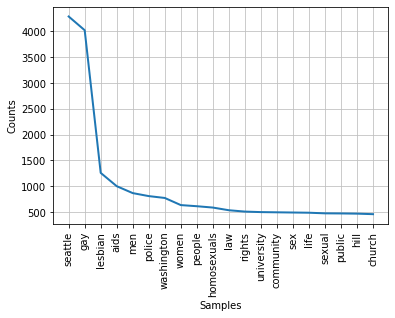 Counts
4000
3500
3000
2500
2000
1500
1000
500
seattle
gay
lesbian
aids
men
police
washington
women
people
homosexuals
law
rights
university
community
sex
life
sexual
public
hill
church
Samples